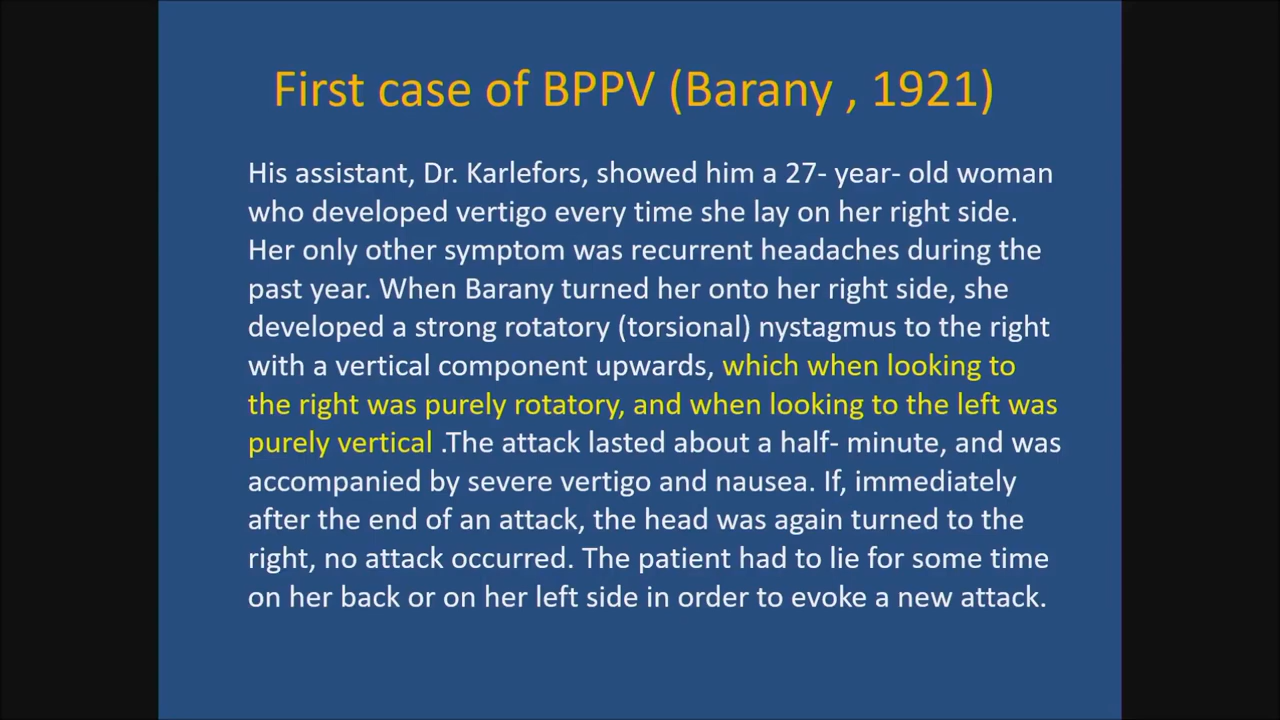 First case of BPPV (Barany , 1921)
His assistant, Dr. Karlefors, showed him a 27- year- old woman
who developed vertigo every time she lay on her right side.
Her only other symptom was recurrent headaches during the
past year. When Barany turned her onto her right side, she
developed a strong rotatory (torsional) nystagmus to the right
with a vertical component upwards, which when looking to
the right was purely rotatory, and when looking to the left was
purely vertical .The attack lasted about a half- minute, and was
accompanied by severe vertigo and nausea. If, immediately
after the end of an attack, the head was again turned to the
right, no attack occurred. The patient had to lie for some time
on her back or on her left side in order to evoke a new attack.